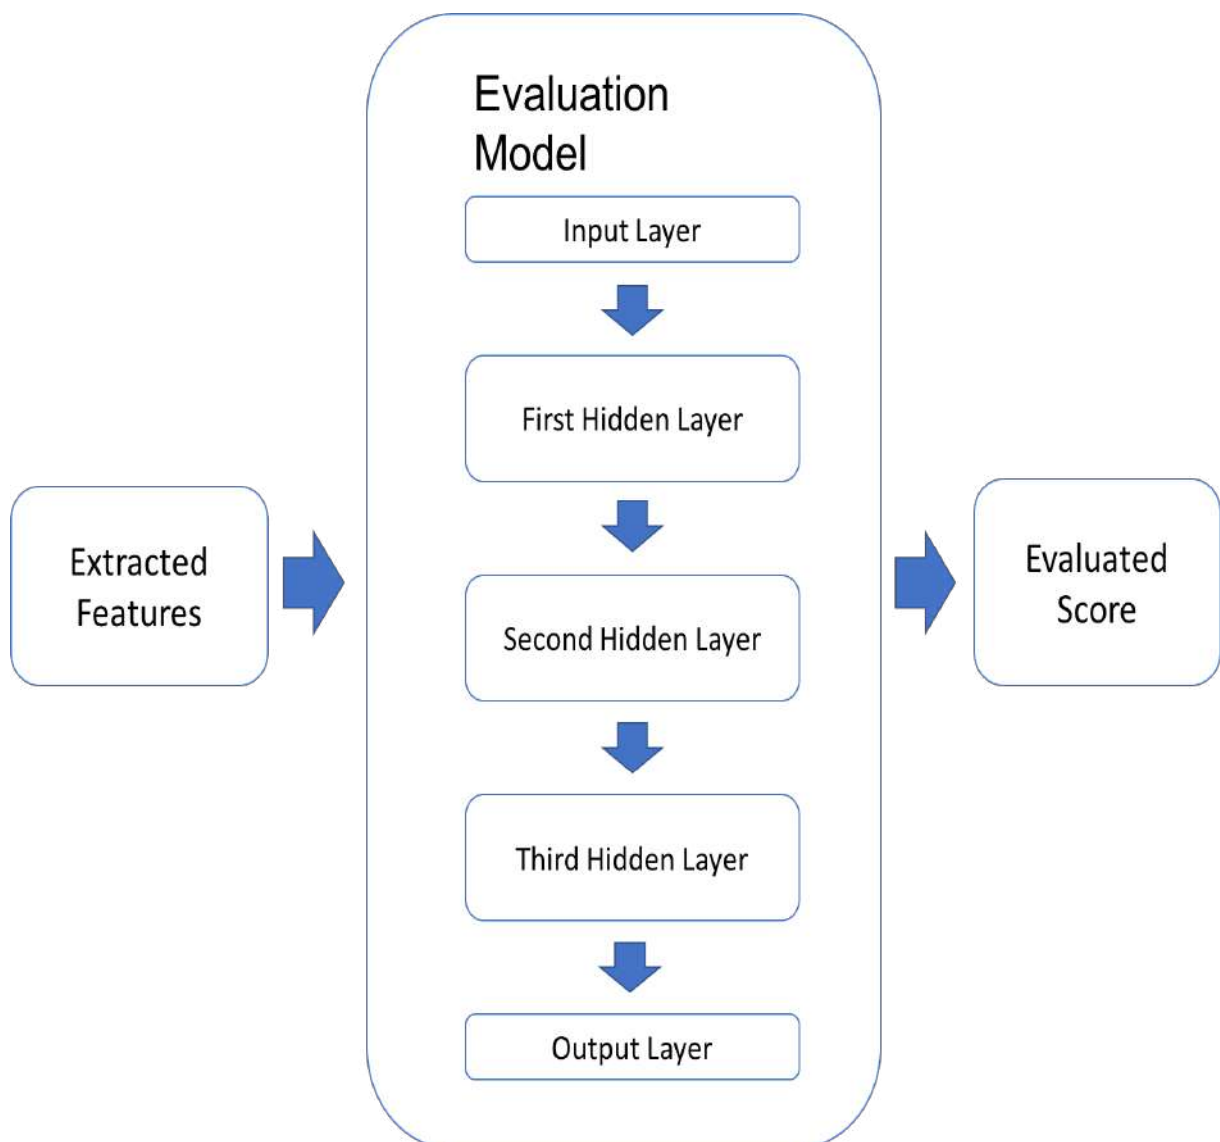 Evaluation
Model
Input Layer
First Hidden Layer
Second Hidden Layer
Third Hidden Layer
Output Layer
Extracted
Features
Evaluated
Score